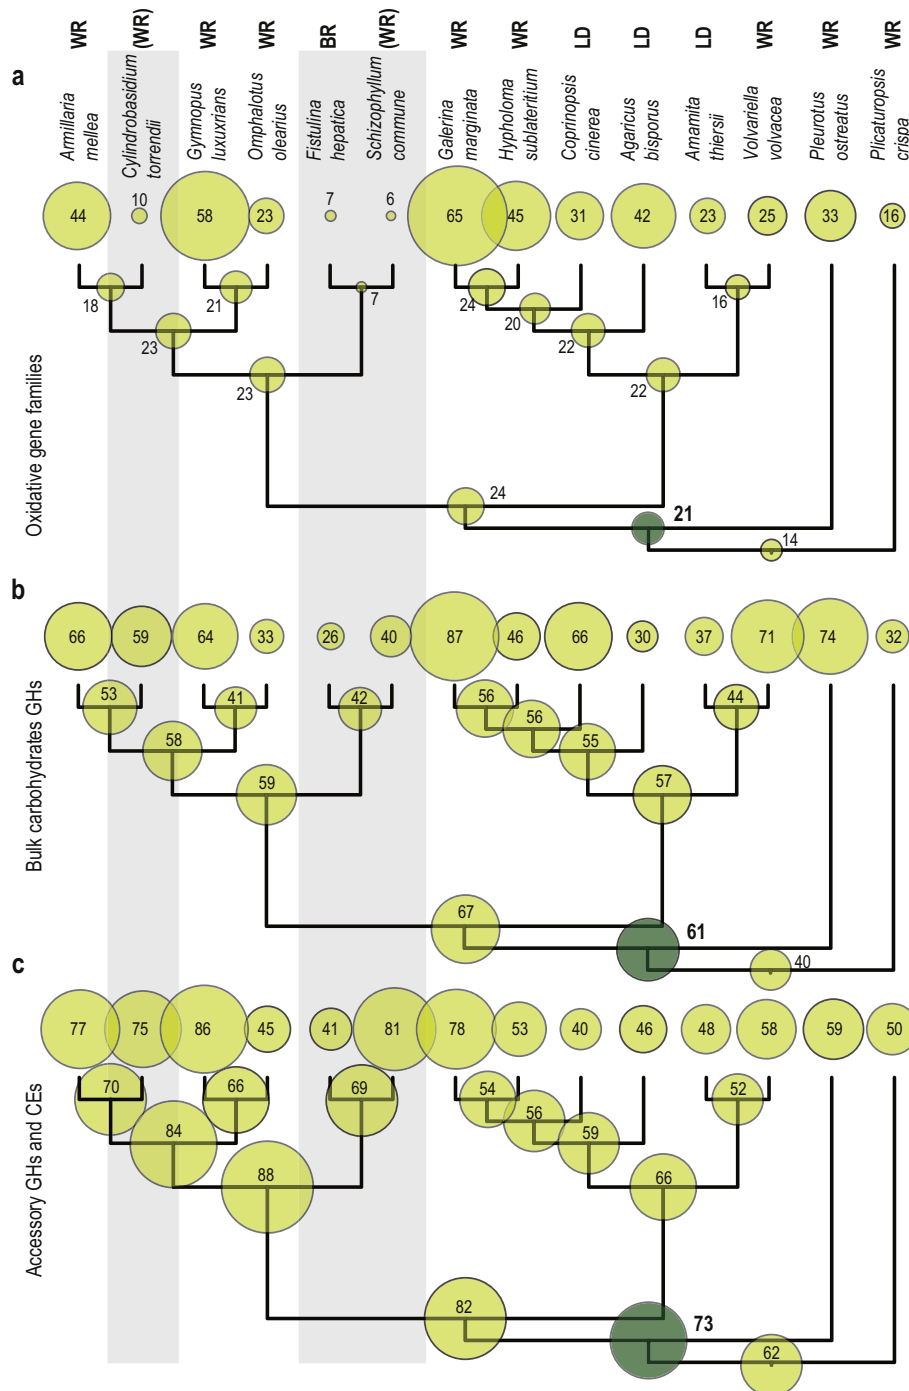 WR (WR) WR WR BR (WR) WR WR LD LD LD WR WR WR
a
Armillaria mellea
Cylindrobasidium torrendii
Gymnopus luxuxrians
Omphalotus olearius
Fistulina hepatica
Schizophyllum commune
Galerina marginata
Hypholoma sublateritium
Coprinopsis cinerea
Agaricus bisporus
Amamita thiersii
Volvariella volvacea
Pleurotus ostreatus
Plicaturopsis crispa
Oxidative gene families
44 10 58 23 7 6 65 45 31 42 23 25 33 16
18 21 7 24 16
20
23 22
23 22
24
21
14
b
Bulk carbohydrates GHs
66 59 64 33 26 40 87 46 66 30 37 71 74 32
53 41 42 56 44
56
58 55
59 57
67
61
40
c
Accessory GHs and CEs
77 75 86 45 41 81 78 53 40 46 48 58 59 50
70 66 69 54 52
56
84 59
88 66
82
73
62